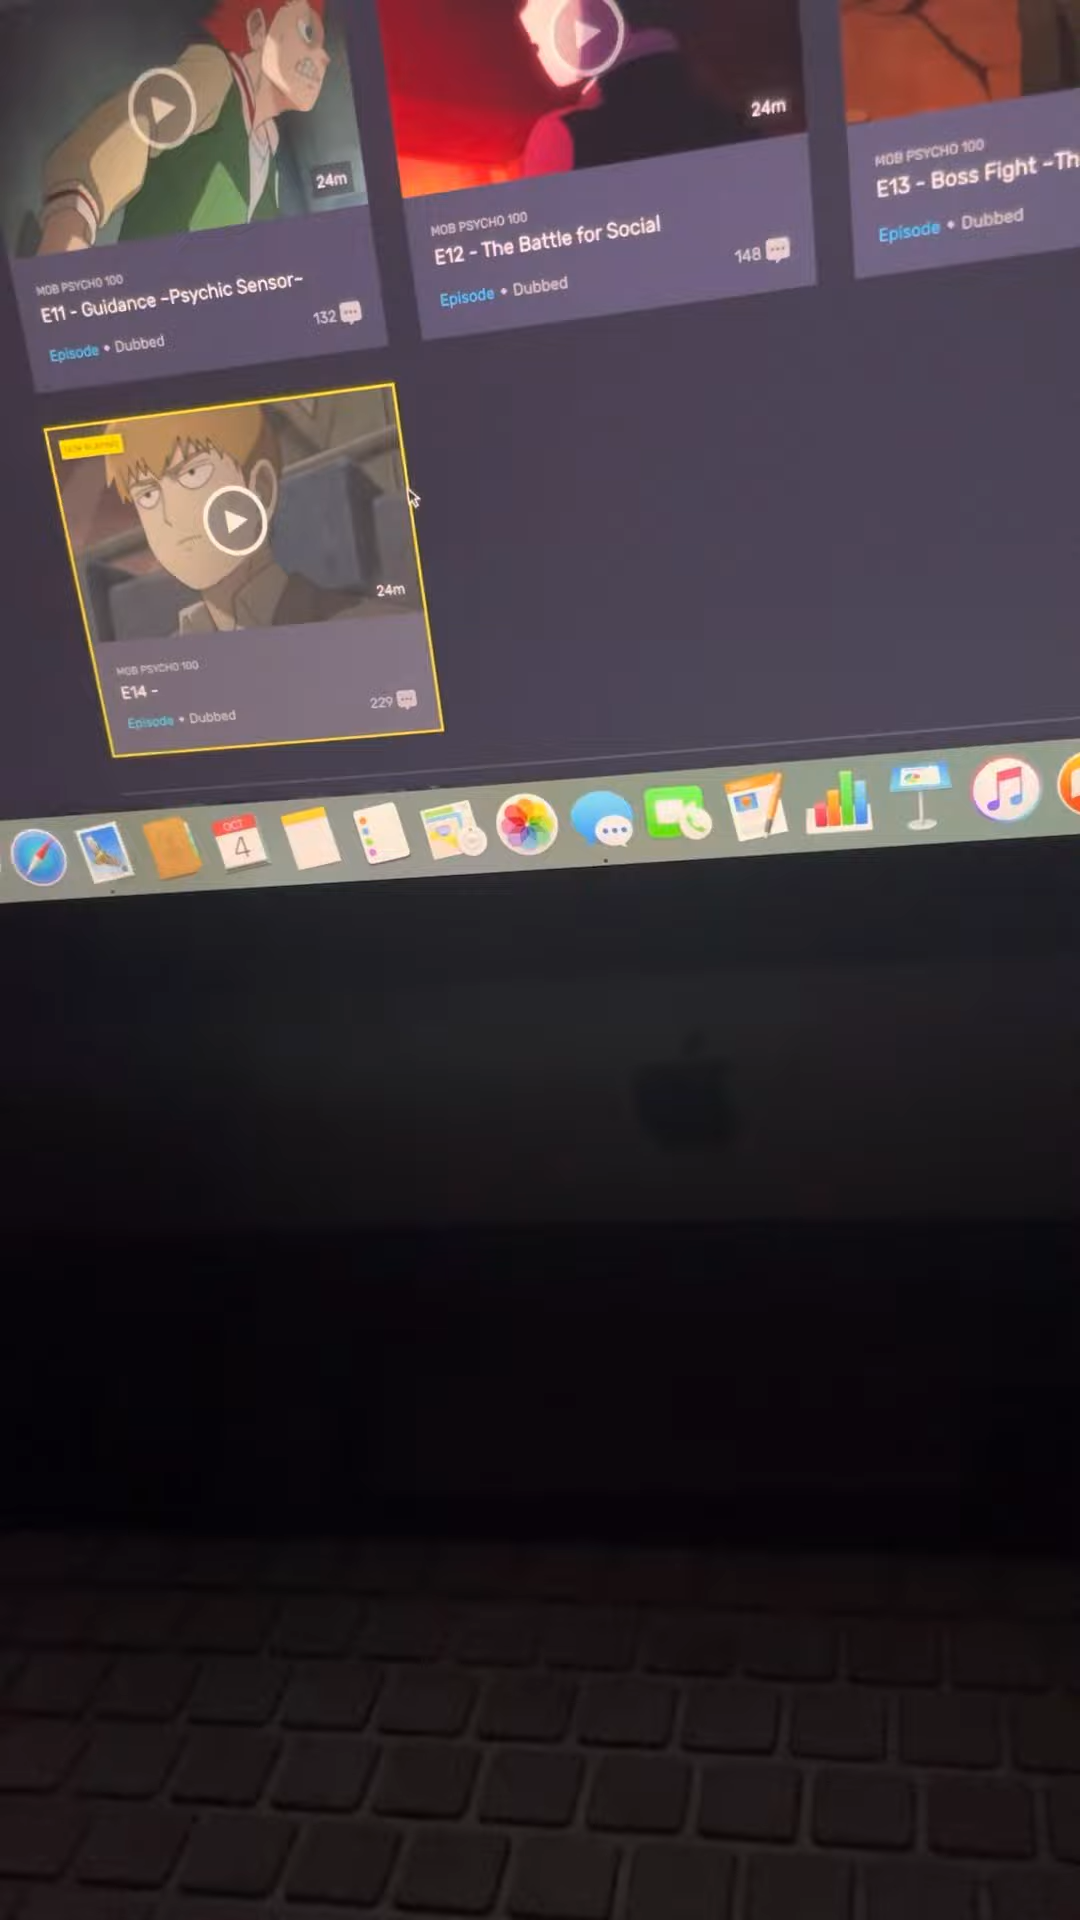 24m
MOB PSYCHO 100
E11 - Guidance -Psychic Sensor-
Episode • Dubbed
132
24m
MOB PSYCHO 100
E12 - The Battle for Social
Episode • Dubbed
148
MOB PSYCHO 100
E13 - Boss Fight -Th
Episode • Dubbed
24m
MOB PSYCHO 100
E14 -
Episode • Dubbed
229
OCT
4